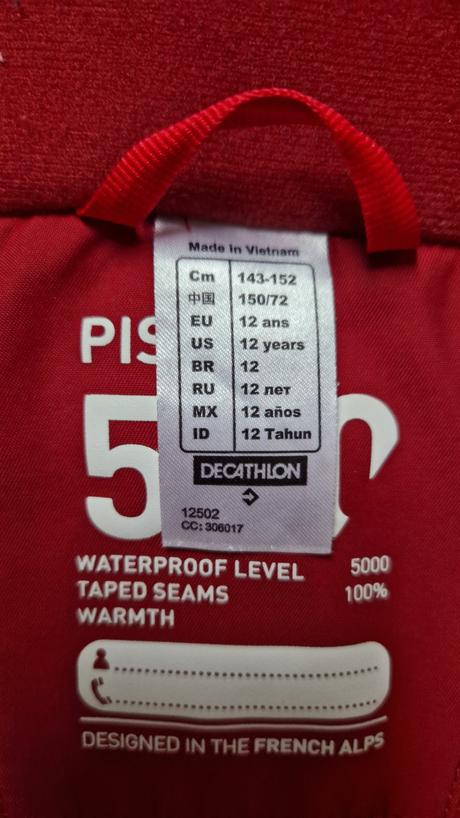 Made in Vietnam
Cm 143-152
中国 150/72
EU 12 ans
US 12 years
BR 12
RU 12 лет
MX 12 años
ID 12 Tahun
DECATHLON
12502
CC: 306017
PIS
5 0
WATERPROOF LEVEL 5000
TAPED SEAMS 100%
WARMTH
DESIGNED IN THE FRENCH ALPS